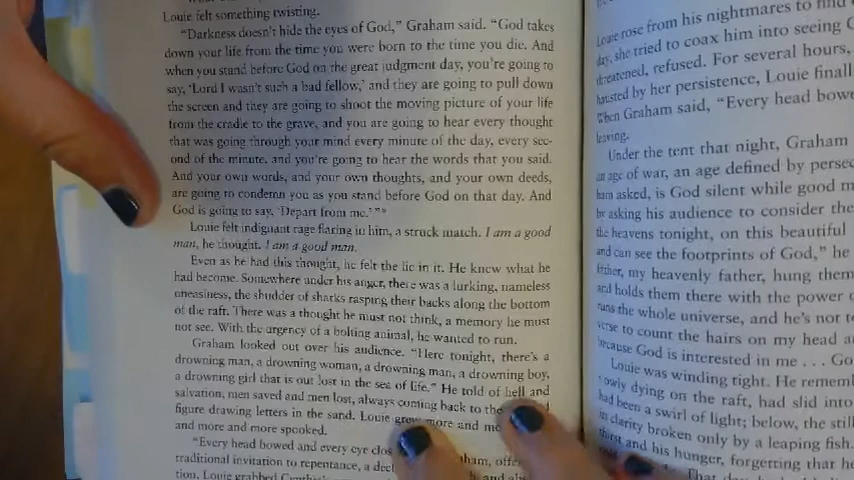 Louie felt something twisting.
“Darkness doesn’t hide the eyes of God,” Graham said. “God takes
down your life from the time you were born to the time you die. And
when you stand before God on the great judgment day, you’re going to
say, ‘Lord I wasn’t such a bad fellow,’ and they are going to pull down
the screen and they are going to shoot the moving picture of your life
from the cradle to the grave, and you are going to hear every thought
that was going through your mind every minute of the day, every sec-
ond of the minute, and you’re going to hear the words that you said.
And your own words, and your own thoughts, and your own deeds,
are going to condemn you as you stand before God on that day. And
God is going to say, ‘Depart from me.’”*
Louie felt indignant rage flaring in him, a struck match. I am a good
man, he thought. I am a good man.
Even as he had this thought, he felt the lie in it. He knew what he
had become. Somewhere under his anger, there was a lurking, nameless
uneasiness, the shudder of sharks rasping their backs along the bottom
of the raft. There was a thought he must not think, a memory he must
not see. With the urgency of a bolting animal, he wanted to run.
Graham looked out over his audience. “Here tonight, there’s a
drowning man, a drowning woman, a drowning man, a drowning boy,
a drowning girl that is out lost in the sea of life.” He told of hell and
salvation, men saved and men lost, always coming back to the
figure drawing letters in the sand. Louie grew more and
and more spooked.
“Every head bowed and every eye
traditional invitation to repentance, a
tion. Louie grabbed
Louie rose from his nightmares to find
day, she tried to coax him into seeing
threatened, refused. For several hours,
hausted by her persistence, Louie finall
When Graham said, “Every head bowe
leaving.
Under the tent that night, Graham
an age of war, an age defined by perse
ham asked, is God silent while good m
by asking his audience to consider the
the heavens tonight, on this beautiful
and can see the footprints of God,” he
father, my heavenly father, hung them
and holds them there with the power o
runs the whole universe, and he’s not
verse to count the hairs on my head a
because God is interested in me . . . Go
Louie was winding tight. He remem
owly dying on the raft, had slid into
had been a swirl of light; below, the still
its clarity broken only by a leaping fish.
thirst and his hunger, forgetting that he
That day